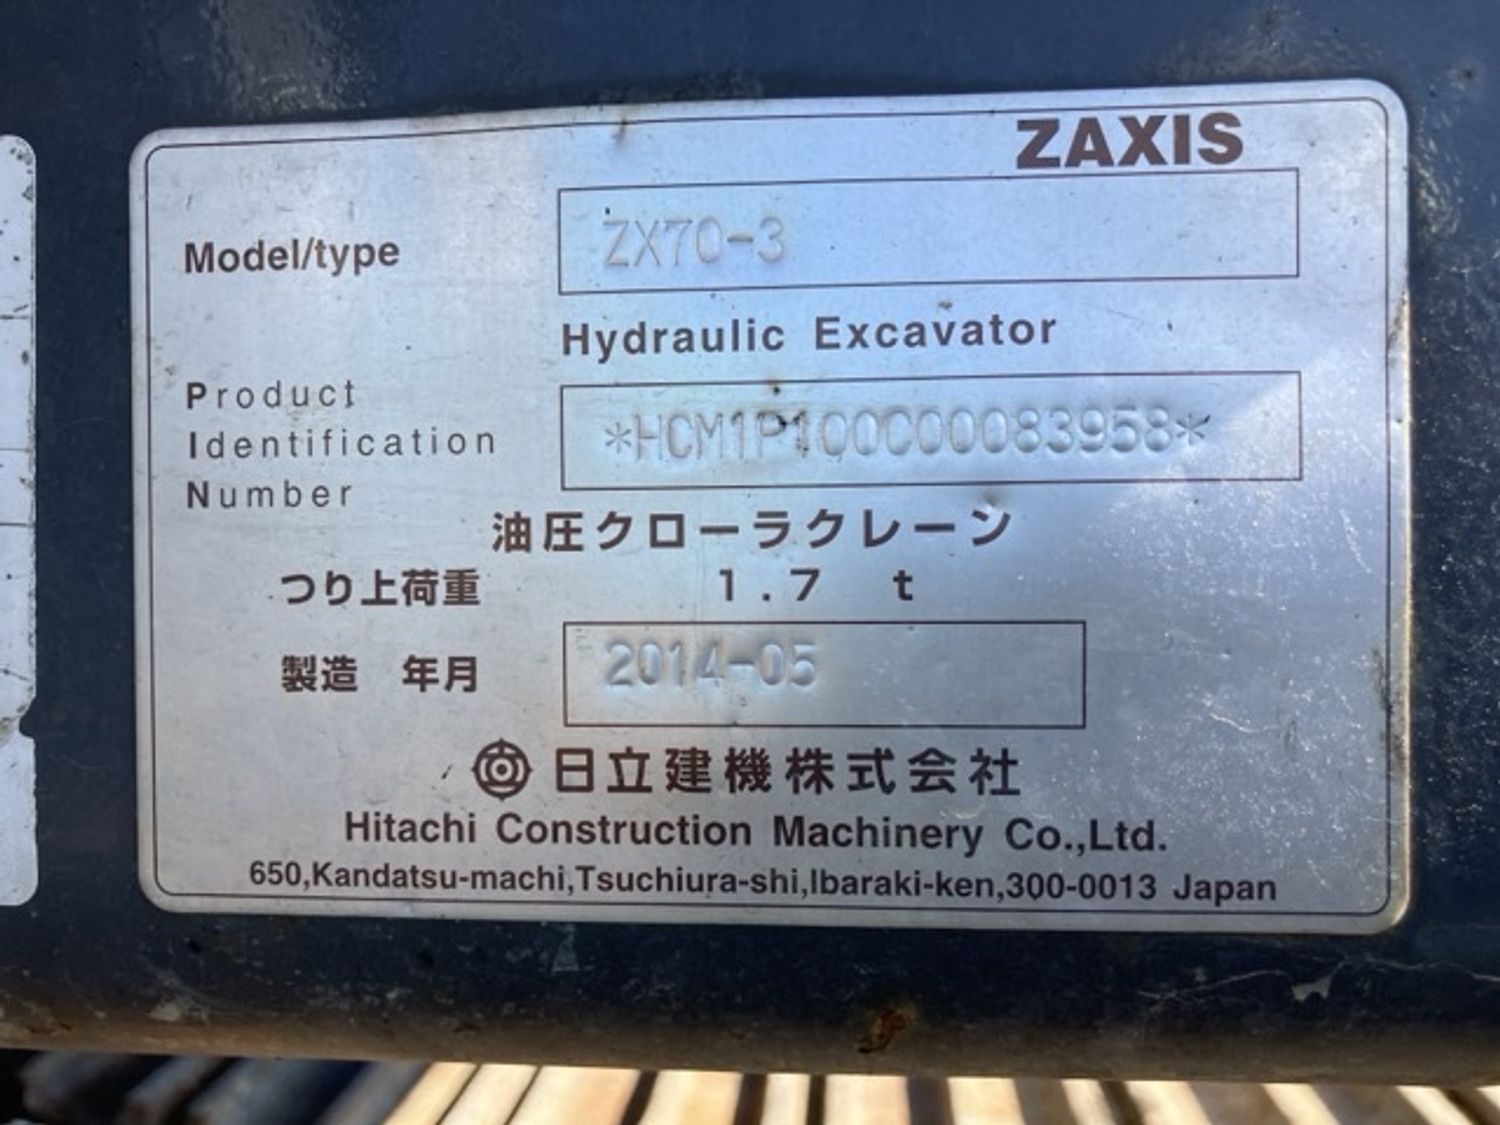 ZAXIS
Model/type ZX70-3
Hydraulic Excavator
Product
Identification *HCM1P100C00083958*
Number
油圧クローラクレーン
つり上荷重 1.7 t
製造 年月 2014-05
日立建機株式会社
Hitachi Construction Machinery Co.,Ltd.
650,Kandatsu-machi,Tsuchiura-shi,Ibaraki-ken,300-0013 Japan